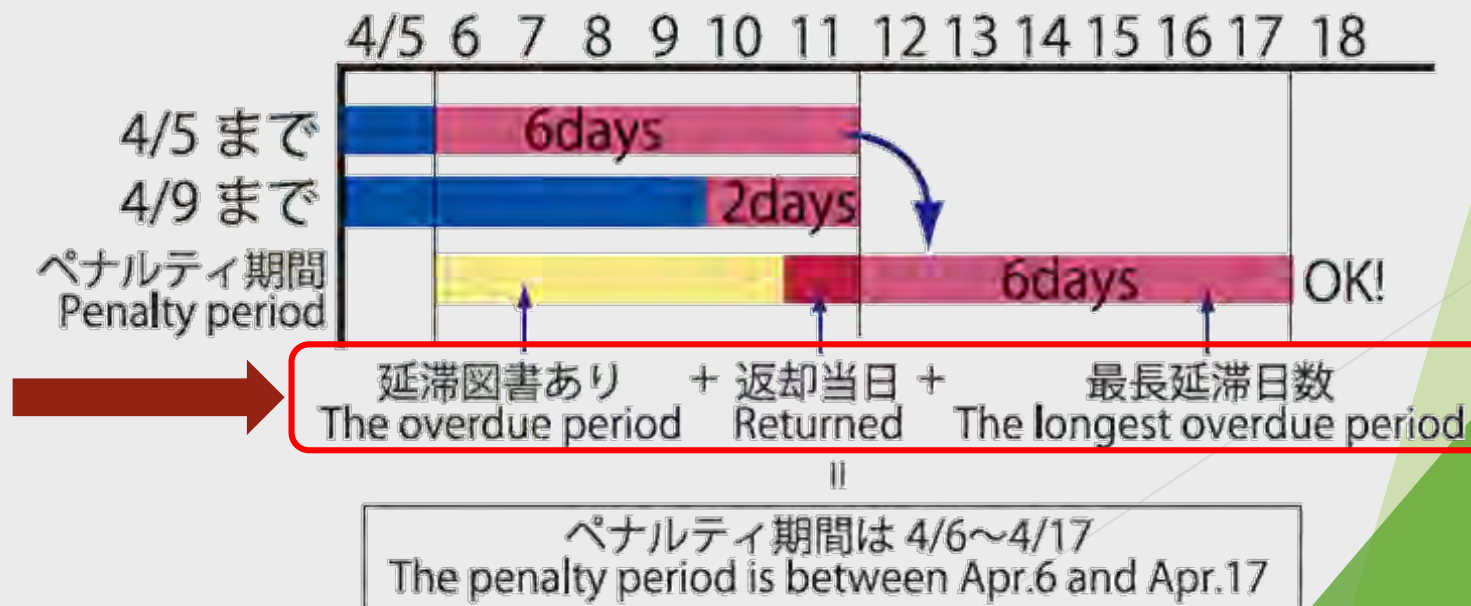 4/5 6 7 8 9 10 11 12 13 14 15 16 17 18
4/5 まで 6days
4/9 まで 2days
ペナルティ期間
Penalty period
6days OK!
延滞図書あり + 返却当日 + 最長延滞日数
The overdue period Returned The longest overdue period
=
ペナルティ期間は 4/6〜4/17
The penalty period is between Apr.6 and Apr.17